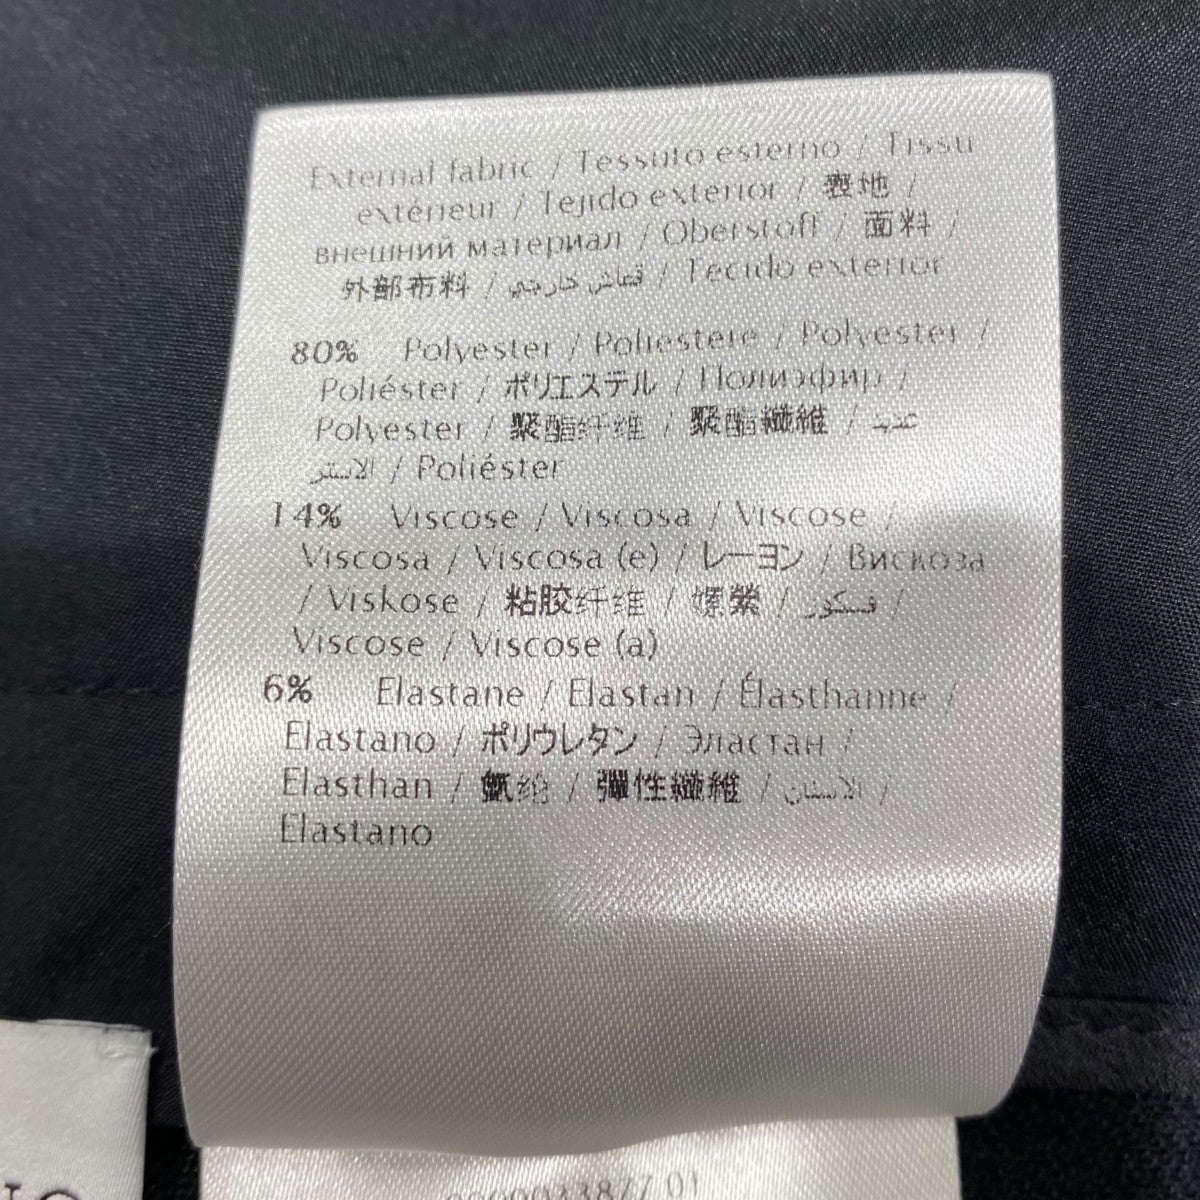 External fabric / Tessuto esterno / Tissu
extérieur / Tejido exterior / 表地 /
внешний материал / Oberstoff / 面料 /
外部布料 / قماش خارجي / Tecido exterior
80% Polyester / Poliestere / Polyester /
Poliéster / ポリエステル / Полиэфир /
Polyester / 聚酯纤维 / 聚酯纖維 / عديد
الاستر / Poliéster
14% Viscose / Viscosa / Viscose /
Viscosa / Viscosa (e) / レーヨン / Вискоза
/ Viskose / 粘胶纤维 / 嫘縈 / فسكور /
Viscose / Viscose (a)
6% Elastane / Elastan / Élasthanne /
Elastano / ポリウレタン / Эластан /
Elasthan / 氨纶 / 彈性纖維 / الاستان /
Elastano